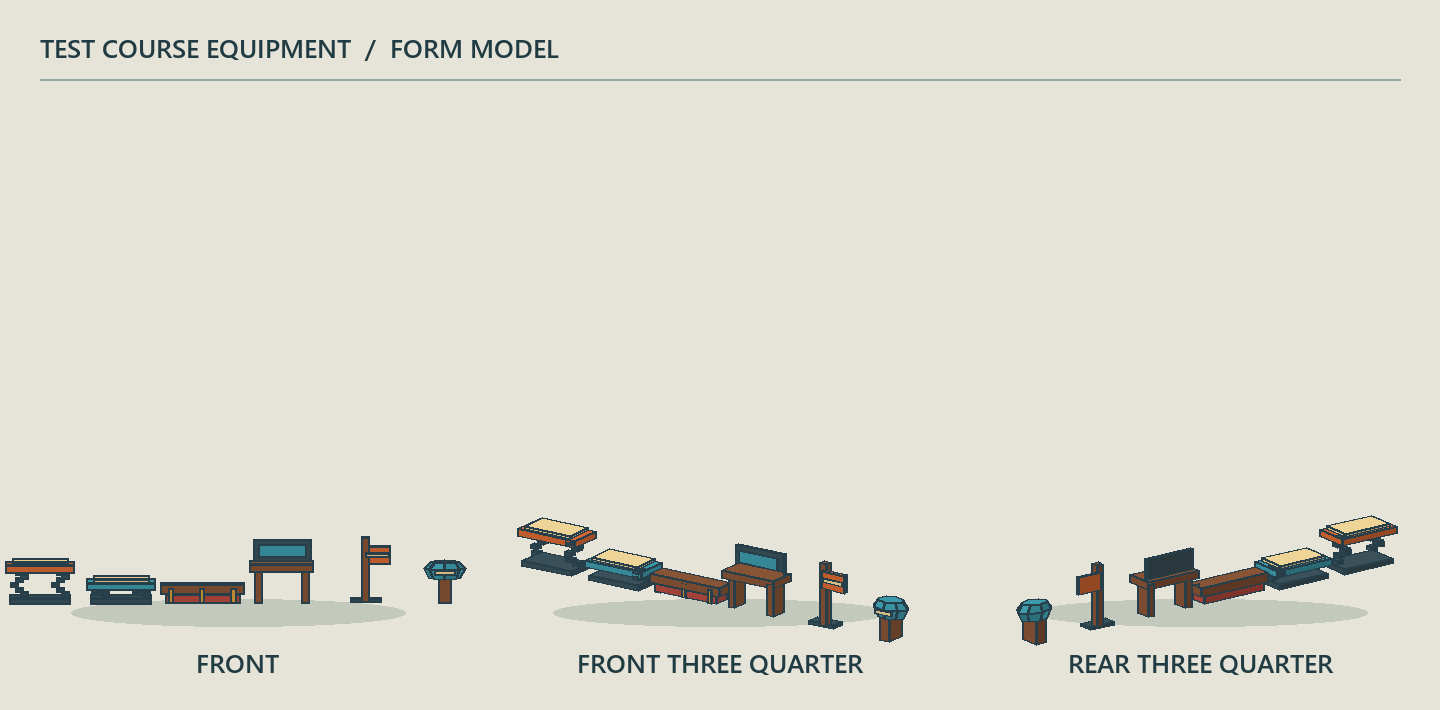 TEST COURSE EQUIPMENT / FORM MODEL
FRONT
FRONT THREE QUARTER
REAR THREE QUARTER